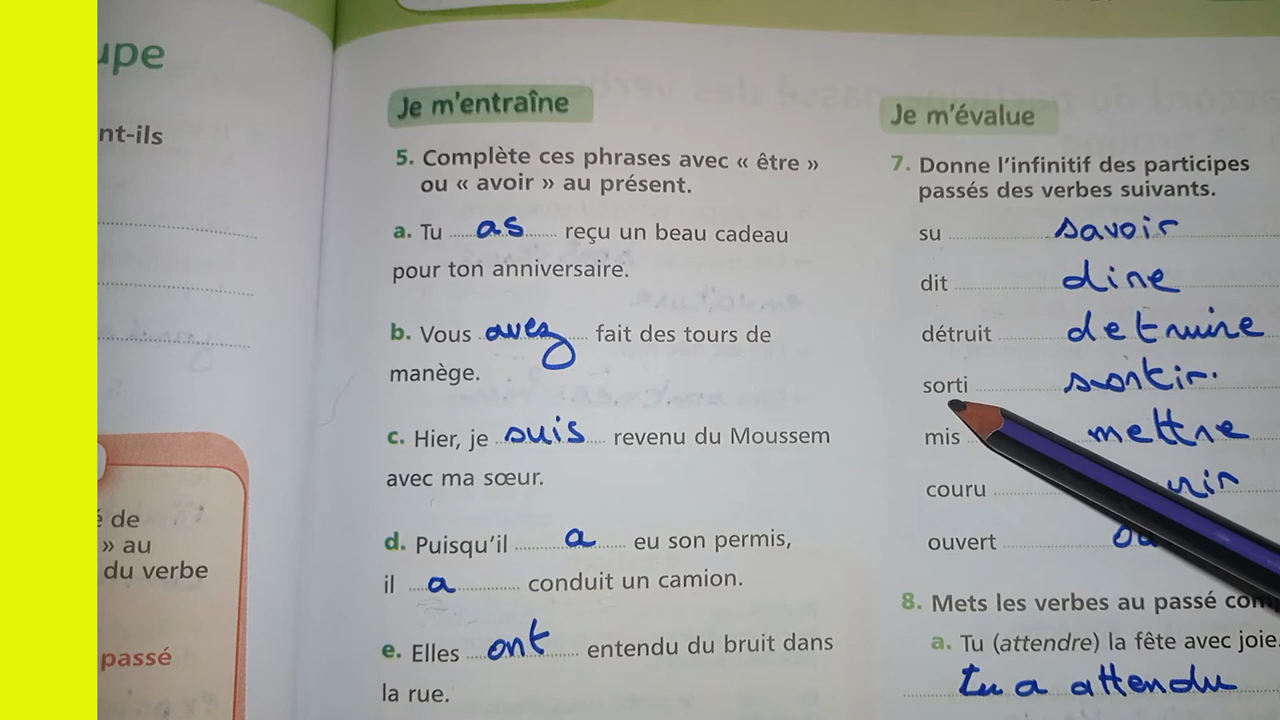 upe
nt-ils
é de
» au
du verbe
passé
Je m'entraîne
5. Complète ces phrases avec « être »
ou « avoir » au présent.
a. Tu as reçu un beau cadeau
pour ton anniversaire.
b. Vous avez fait des tours de
manège.
c. Hier, je suis revenu du Moussem
avec ma sœur.
d. Puisqu'il a eu son permis,
il a conduit un camion.
e. Elles ont entendu du bruit dans
la rue.
Je m'évalue
7. Donne l'infinitif des participes
passés des verbes suivants.
su savoir
dit dire
détruit detruire
sorti sortir.
mis mettre
couru
ouvert
8. Mets les verbes au passé com
a. Tu (attendre) la fête avec joie.
tu a attendu